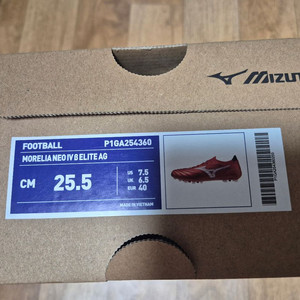 MIZUN
FOOTBALL P1GA254360
MORELIA NEO IV β ELITE AG
CM 25.5
US 7.5
UK 6.5
EUR 40
MADE IN VIETNAM